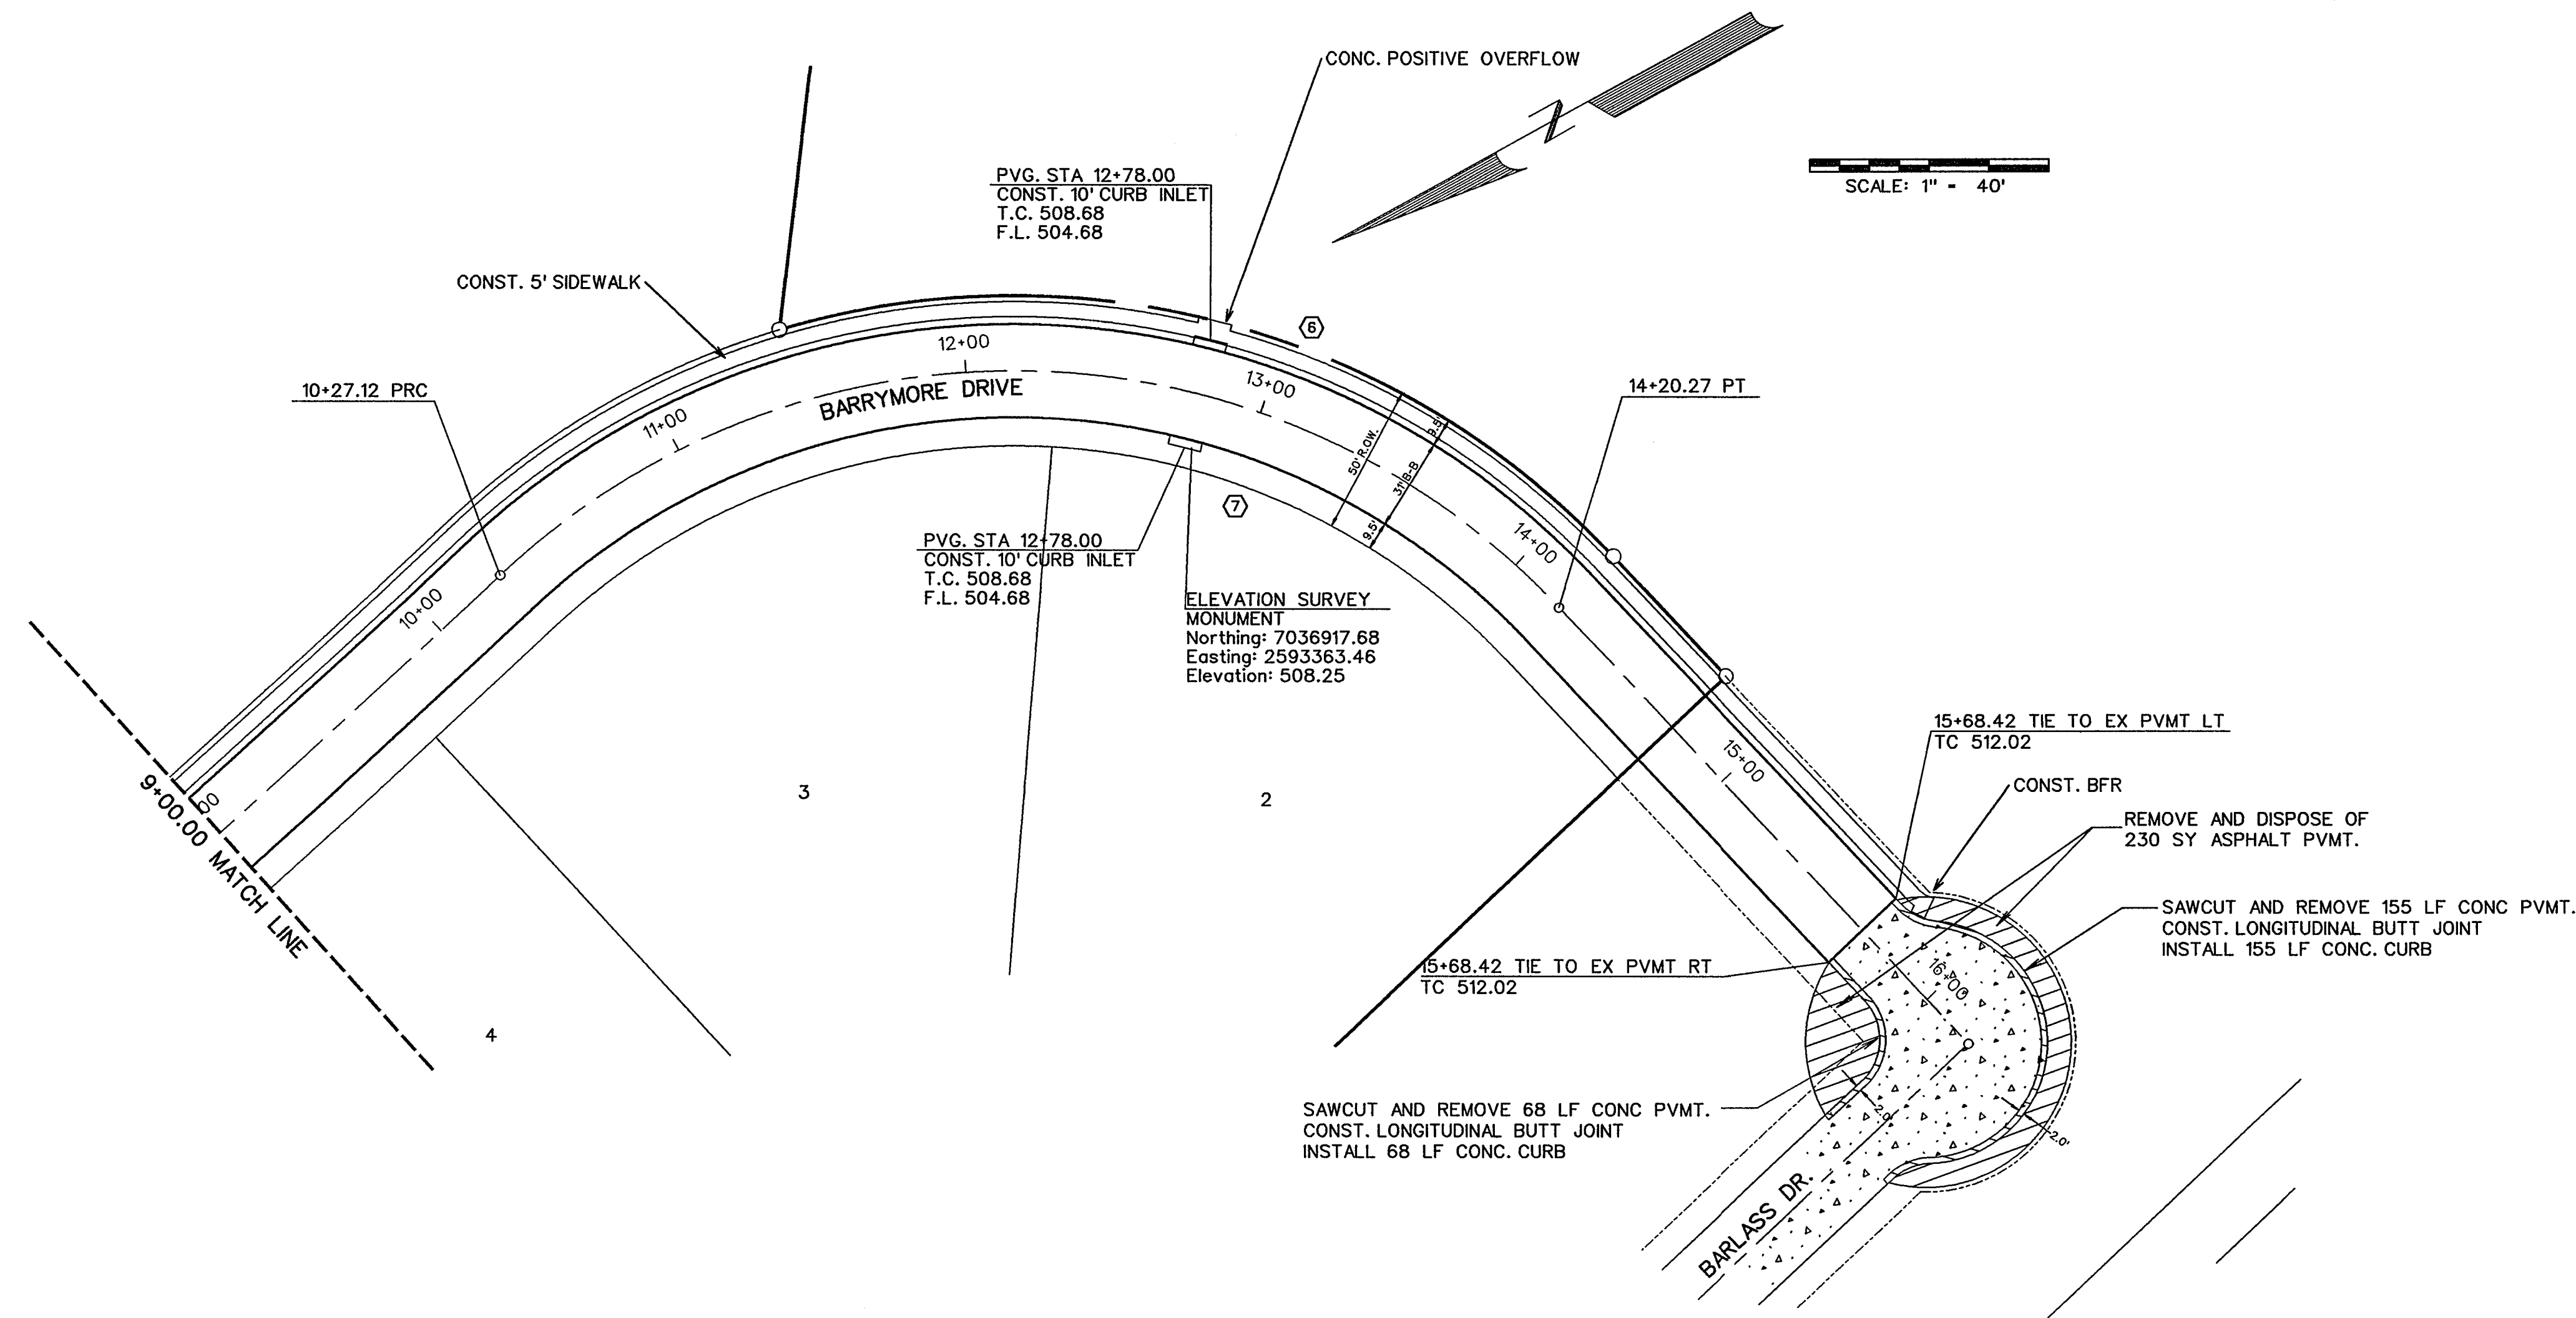 CONC. POSITIVE OVERFLOW
N
SCALE: 1" = 40'
PVG. STA 12+78.00
CONST. 10' CURB INLET
T.C. 508.68
F.L. 504.68
CONST. 5' SIDEWALK
6
12+00
13+00
BARRYMORE DRIVE
10+27.12 PRC
11+00
14+20.27 PT
50' R.O.W.
9.5'
31' B-B
9.5'
7
14+00
PVG. STA 12+78.00
CONST. 10' CURB INLET
T.C. 508.68
F.L. 504.68
ELEVATION SURVEY
MONUMENT
Northing: 7036917.68
Easting: 2593363.46
Elevation: 508.25
10+00
00
9+00.00 MATCH LINE
3
2
4
15+00
15+68.42 TIE TO EX PVMT LT
TC 512.02
CONST. BFR
REMOVE AND DISPOSE OF
230 SY ASPHALT PVMT.
SAWCUT AND REMOVE 155 LF CONC PVMT.
CONST. LONGITUDINAL BUTT JOINT
INSTALL 155 LF CONC. CURB
15+68.42 TIE TO EX PVMT RT
TC 512.02
16+00
SAWCUT AND REMOVE 68 LF CONC PVMT.
CONST. LONGITUDINAL BUTT JOINT
INSTALL 68 LF CONC. CURB
2.0'
2.0'
BARLASS DR.